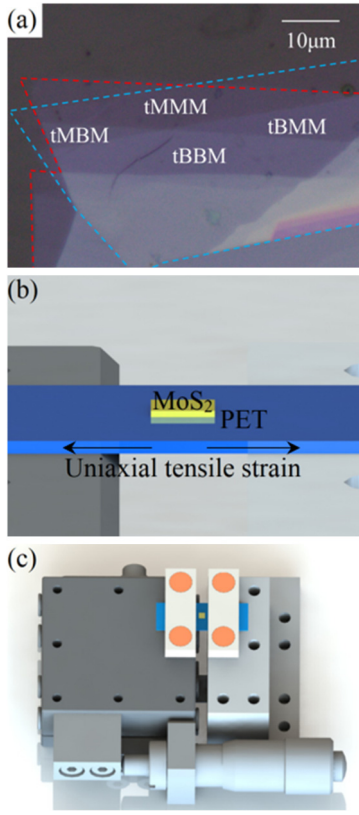 (a)
10μm
tMMM
tMBM
tBMM
tBBM
(b)
MoS₂
PET
Uniaxial tensile strain
(c)